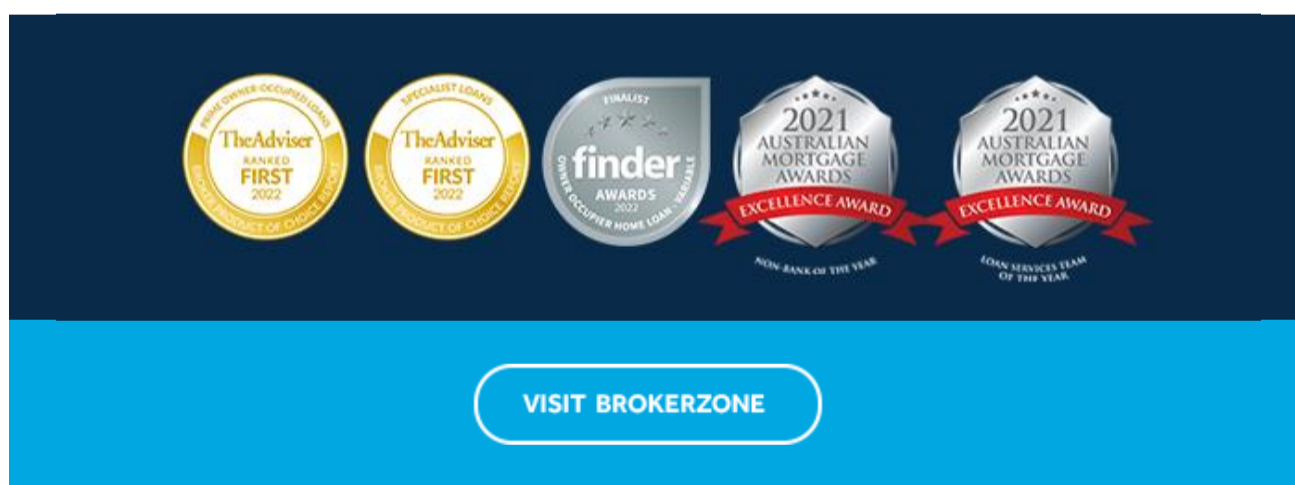 PRIME OWNER-OCCUPIED LOANS
TheAdviser
RANKED
FIRST
2022
BROKER PRODUCT OF CHOICE REPORT
SPECIALIST LOANS
TheAdviser
RANKED
FIRST
2022
BROKER PRODUCT OF CHOICE REPORT
FINALIST
finder
AWARDS
2022
OWNER OCCUPIER HOME LOAN - VARIABLE
2021
AUSTRALIAN
MORTGAGE
AWARDS
EXCELLENCE AWARD
NON-BANK OF THE YEAR
2021
AUSTRALIAN
MORTGAGE
AWARDS
EXCELLENCE AWARD
LOAN SERVICES TEAM
OF THE YEAR
VISIT BROKERZONE